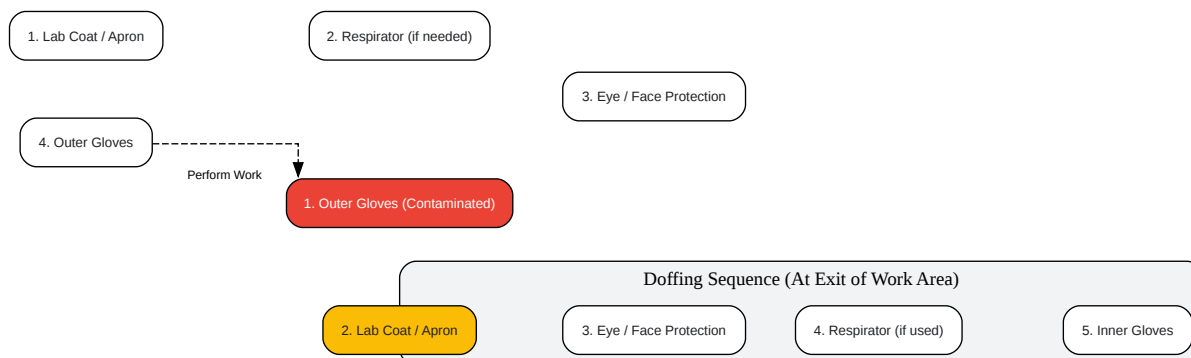 1. Lab Coat / Apron
2. Respirator (if needed)
3. Eye / Face Protection
4. Outer Gloves
Perform Work
1. Outer Gloves (Contaminated)
Doffing Sequence (At Exit of Work Area)
2. Lab Coat / Apron
3. Eye / Face Protection
4. Respirator (if used)
5. Inner Gloves